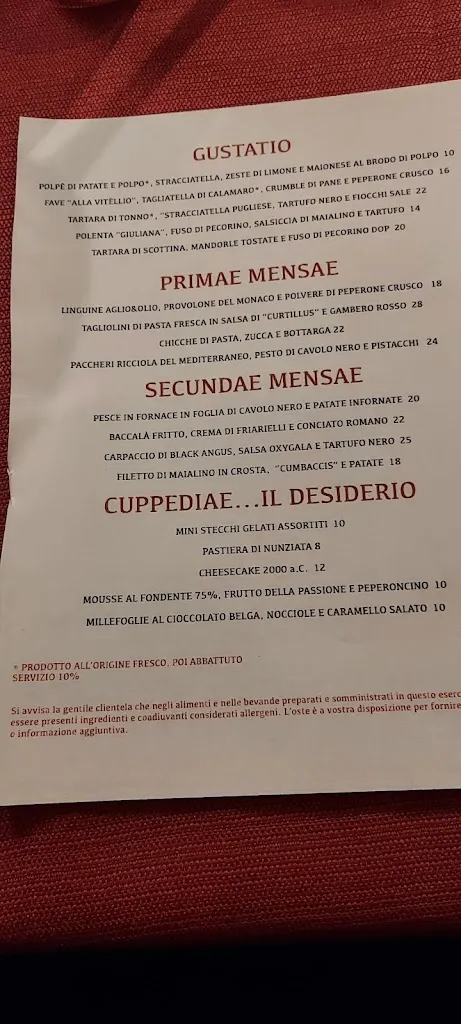 GUSTATIO
POLPÈ DI PATATE E POLPO*, STRACCIATELLA, ZESTE DI LIMONE E MAIONESE AL BRODO DI POLPO 10
FAVE "ALLA VITELLIO", TAGLIATELLA DI CALAMARO*, CRUMBLE DI PANE E PEPERONE CRUSCO 16
TARTARA DI TONNO*, "STRACCIATELLA PUGLIESE, TARTUFO NERO E FIOCCHI SALE 22
POLENTA "GIULIANA", FUSO DI PECORINO, SALSICCIA DI MAIALINO E TARTUFO 14
TARTARA DI SCOTTINA, MANDORLE TOSTATE E FUSO DI PECORINO DOP 20
PRIMAE MENSAE
LINGUINE AGLIO&OLIO, PROVOLONE DEL MONACO E POLVERE DI PEPERONE CRUSCO 18
TAGLIOLINI DI PASTA FRESCA IN SALSA DI "CURTILLUS" E GAMBERO ROSSO 28
CHICCHE DI PASTA, ZUCCA E BOTTARGA 22
PACCHERI RICCIOLA DEL MEDITERRANEO, PESTO DI CAVOLO NERO E PISTACCHI 24
SECUNDAE MENSAE
PESCE IN FORNACE IN FOGLIA DI CAVOLO NERO E PATATE INFORNATE 20
BACCALÀ FRITTO, CREMA DI FRIARIELLI E CONCIATO ROMANO 22
CARPACCIO DI BLACK ANGUS, SALSA OXYGALA E TARTUFO NERO 25
FILETTO DI MAIALINO IN CROSTA, "CUMBACCIS" E PATATE 18
CUPPEDIAE...IL DESIDERIO
MINI STECCHI GELATI ASSORTITI 10
PASTIERA DI NUNZIATA 8
CHEESECAKE 2000 a.C. 12
MOUSSE AL FONDENTE 75%, FRUTTO DELLA PASSIONE E PEPERONCINO 10
MILLEFOGLIE AL CIOCCOLATO BELGA, NOCCIOLE E CARAMELLO SALATO 10
* PRODOTTO ALL'ORIGINE FRESCO, POI ABBATTUTO
SERVIZIO 10%
Si avvisa la gentile clientela che negli alimenti e nelle bevande preparati e somministrati in questo eserc
essere presenti ingredienti e coadiuvanti considerati allergeni. L'oste è a vostra disposizione per fornire
o informazione aggiuntiva.